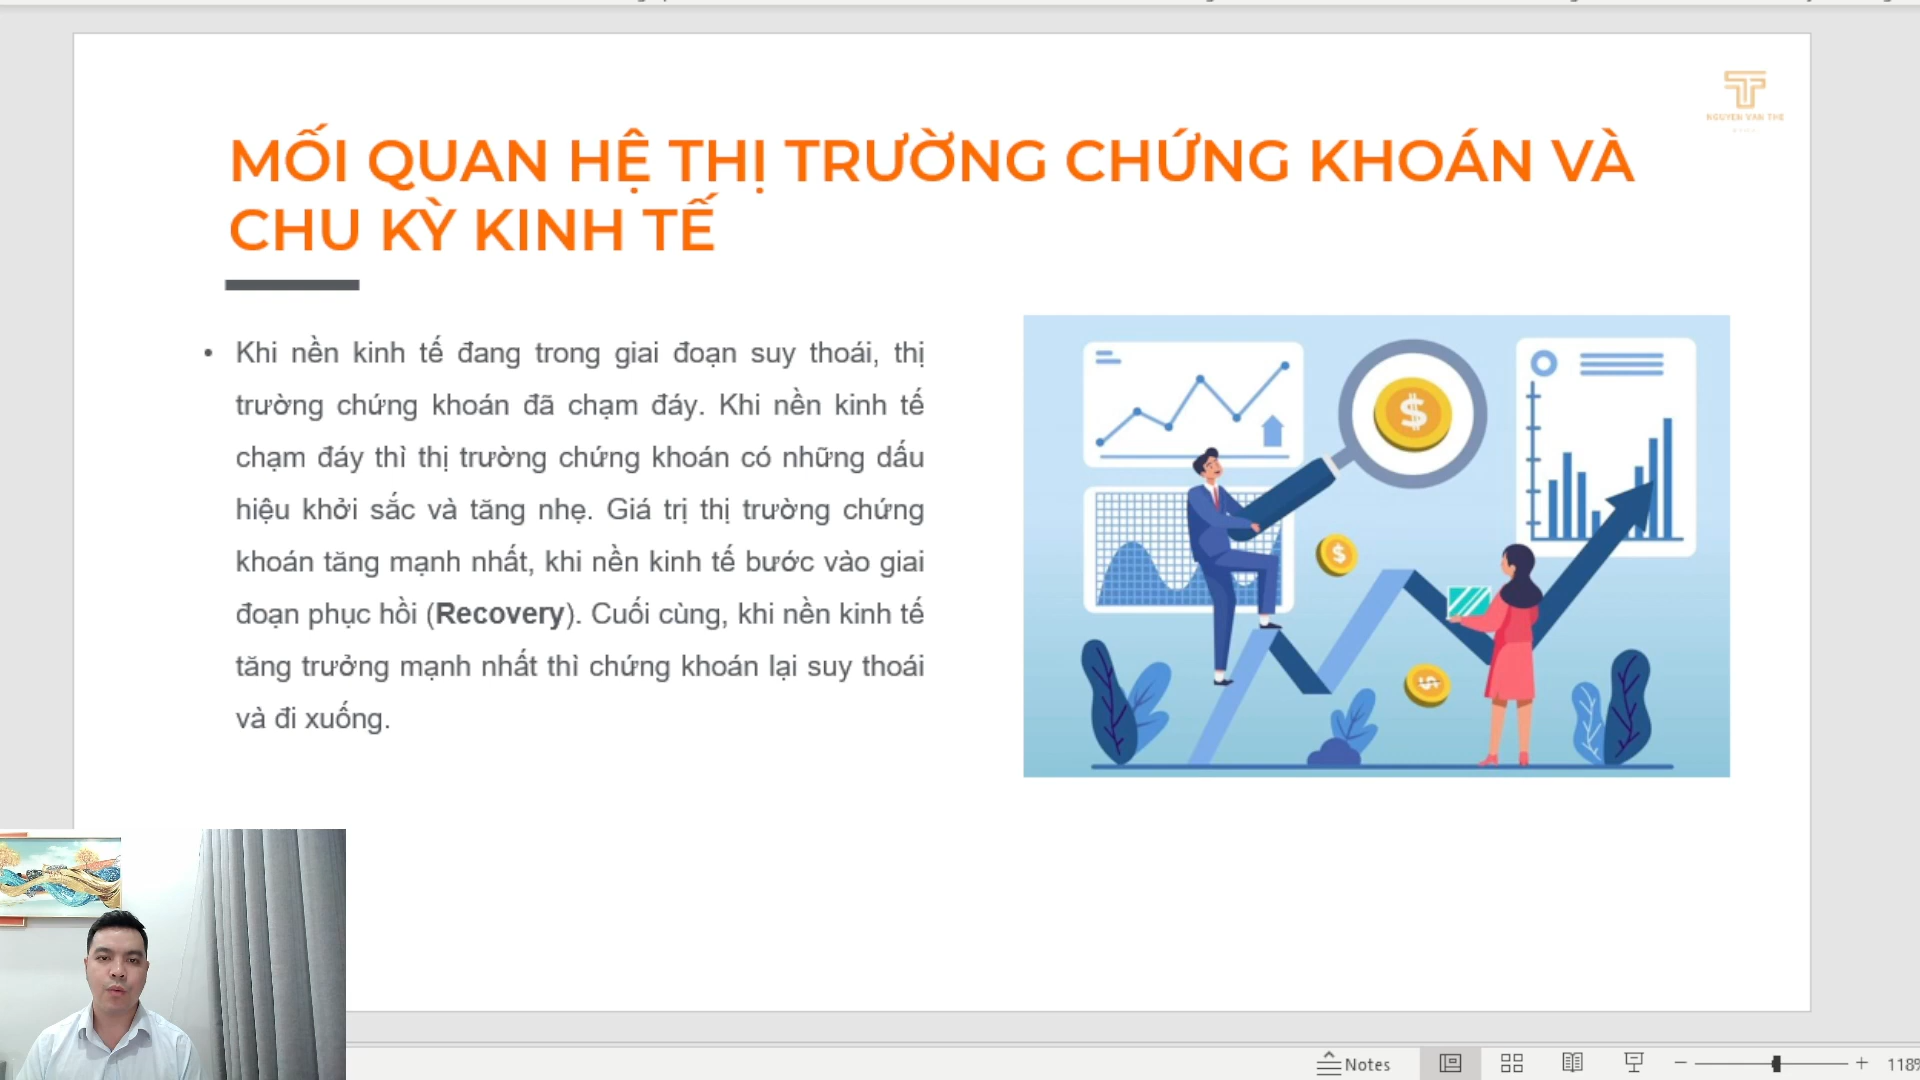 NGUYEN VAN THE
MỐI QUAN HỆ THỊ TRƯỜNG CHỨNG KHOÁN VÀ
CHU KỲ KINH TẾ
• Khi nền kinh tế đang trong giai đoạn suy thoái, thị
trường chứng khoán đã chạm đáy. Khi nền kinh tế
chạm đáy thì thị trường chứng khoán có những dấu
hiệu khởi sắc và tăng nhẹ. Giá trị thị trường chứng
khoán tăng mạnh nhất, khi nền kinh tế bước vào giai
đoạn phục hồi (Recovery). Cuối cùng, khi nền kinh tế
tăng trưởng mạnh nhất thì chứng khoán lại suy thoái
và đi xuống.
$
$
$
Notes
118%